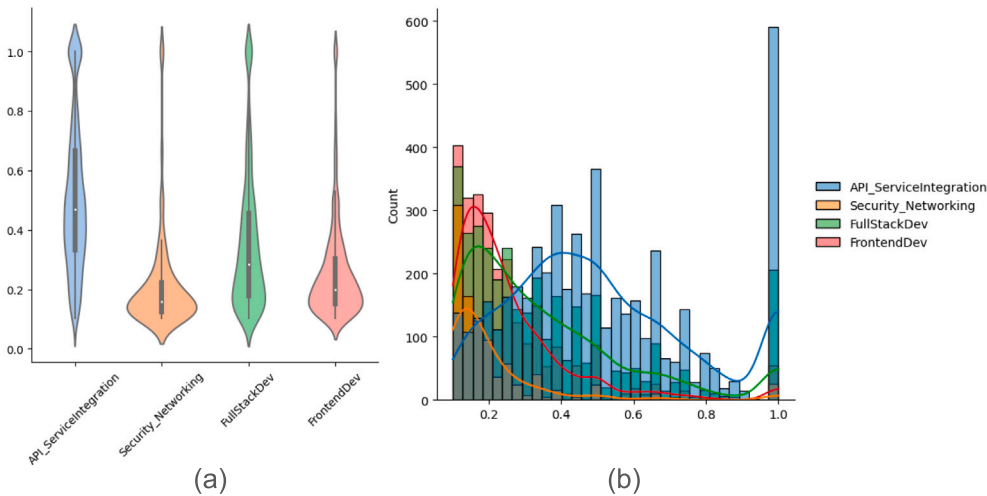 1.0
0.8
0.6
0.4
0.2
0.0
API_ServiceIntegration
Security_Networking
FullStackDev
FrontendDev
(a)
600
500
400
300
200
100
0
Count
0.2
0.4
0.6
0.8
1.0
API_ServiceIntegration
Security_Networking
FullStackDev
FrontendDev
(b)